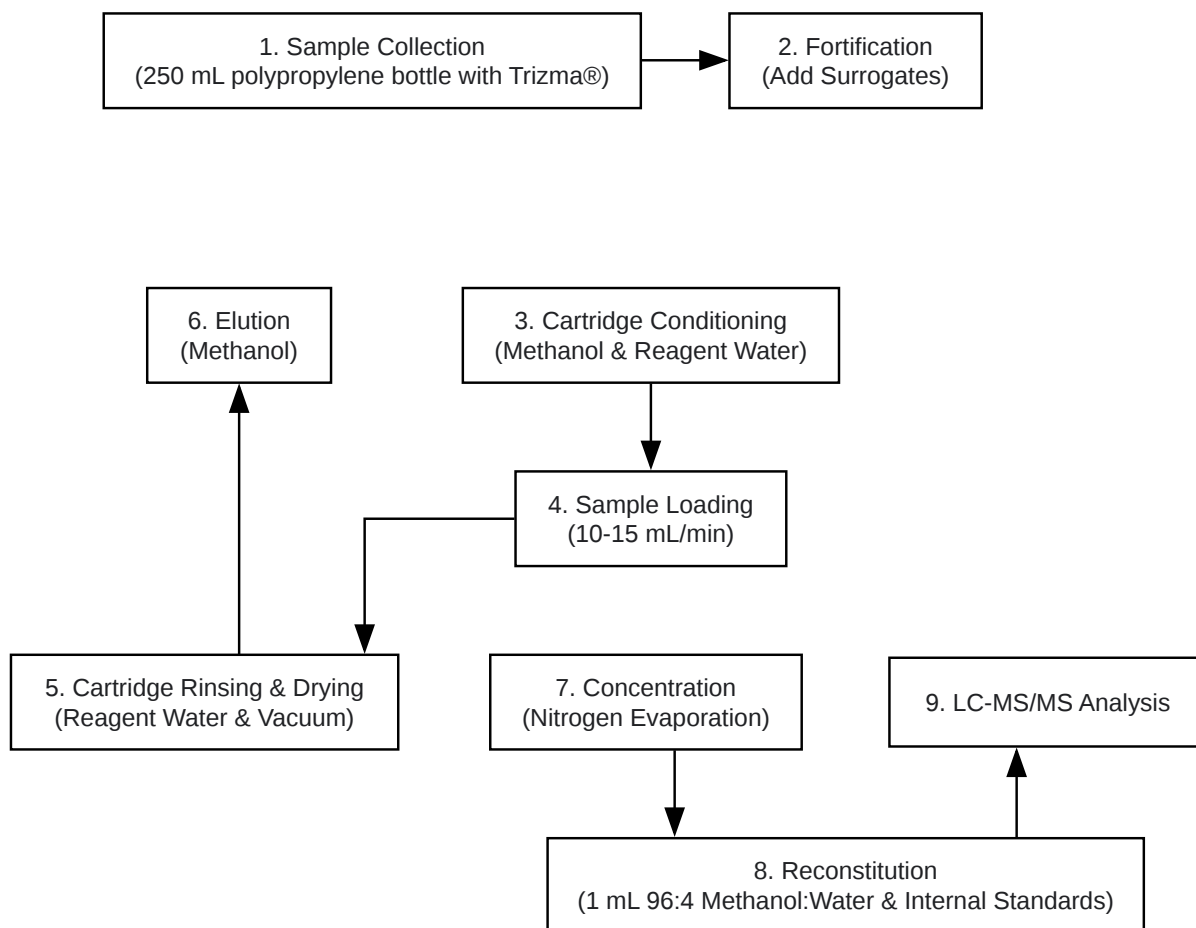 1. Sample Collection
(250 mL polypropylene bottle with Trizma®)
2. Fortification
(Add Surrogates)
3. Cartridge Conditioning
(Methanol & Reagent Water)
4. Sample Loading
(10-15 mL/min)
5. Cartridge Rinsing & Drying
(Reagent Water & Vacuum)
6. Elution
(Methanol)
7. Concentration
(Nitrogen Evaporation)
8. Reconstitution
(1 mL 96:4 Methanol:Water & Internal Standards)
9. LC-MS/MS Analysis